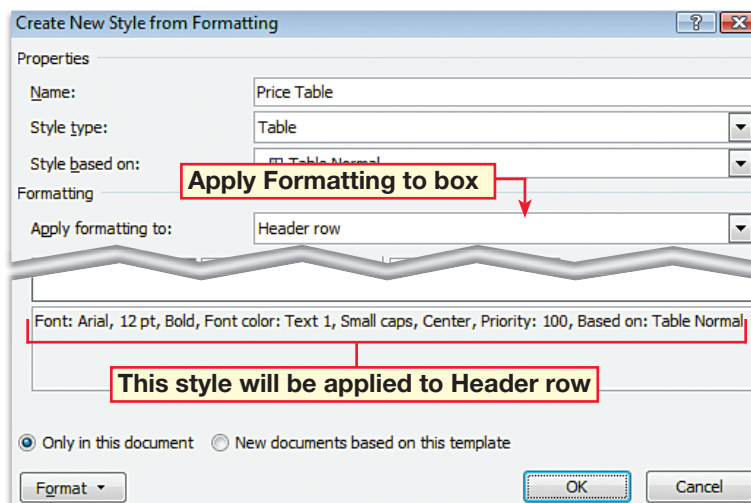 Create New Style from Formatting
Properties
Name: Price Table
Style type: Table
Style based on: Table Normal
Apply Formatting to box
Formatting
Apply formatting to: Header row
Font: Arial, 12 pt, Bold, Font color: Text 1, Small caps, Center, Priority: 100, Based on: Table Normal
This style will be applied to Header row
Only in this document New documents based on this template
Format OK Cancel